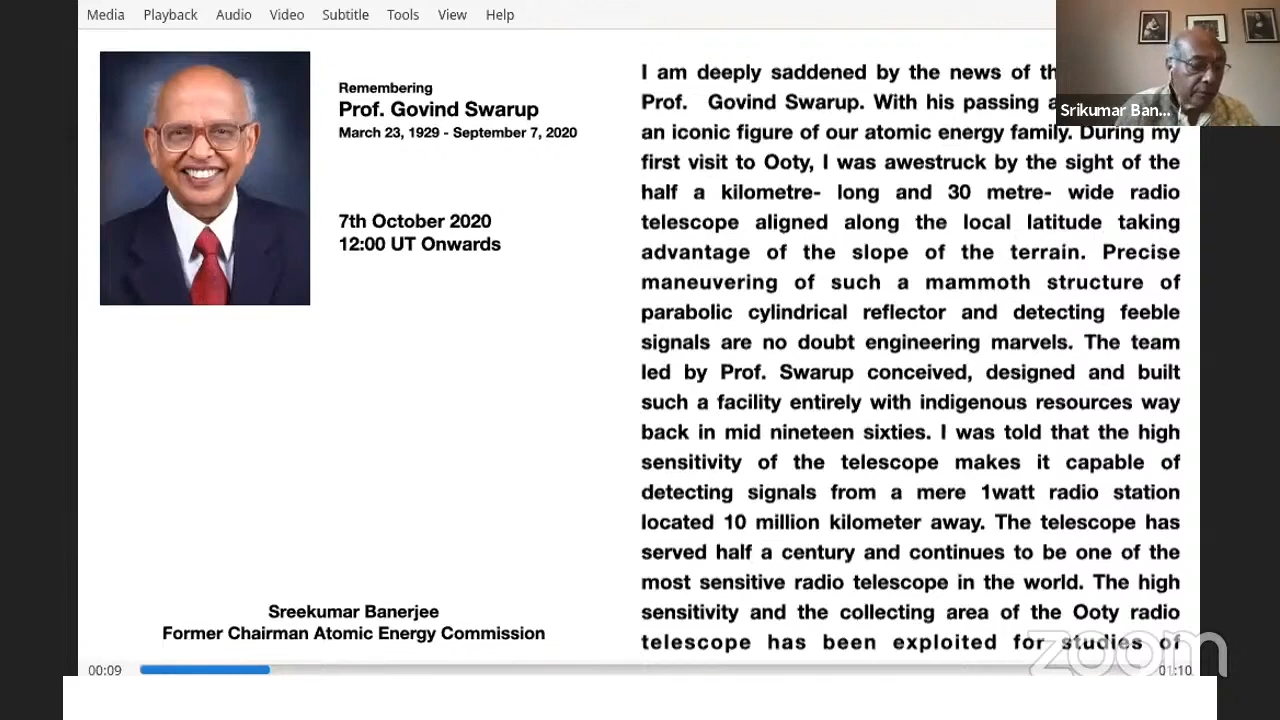 Media Playback Audio Video Subtitle Tools View Help
Remembering
Prof. Govind Swarup
March 23, 1929 - September 7, 2020
7th October 2020
12:00 UT Onwards
Sreekumar Banerjee
Former Chairman Atomic Energy Commission
I am deeply saddened by the news of
Prof. Govind Swarup. With his passing
an iconic figure of our atomic energy family. During my
first visit to Ooty, I was awestruck by the sight of the
half a kilometre- long and 30 metre- wide radio
telescope aligned along the local latitude taking
advantage of the slope of the terrain. Precise
maneuvering of such a mammoth structure of
parabolic cylindrical reflector and detecting feeble
signals are no doubt engineering marvels. The team
led by Prof. Swarup conceived, designed and built
such a facility entirely with indigenous resources way
back in mid nineteen sixties. I was told that the high
sensitivity of the telescope makes it capable of
detecting signals from a mere 1watt radio station
located 10 million kilometer away. The telescope has
served half a century and continues to be one of the
most sensitive radio telescope in the world. The high
sensitivity and the collecting area of the Ooty radio
telescope has been exploited for studies of
Srikumar Ban...
00:09
01:10
zoom